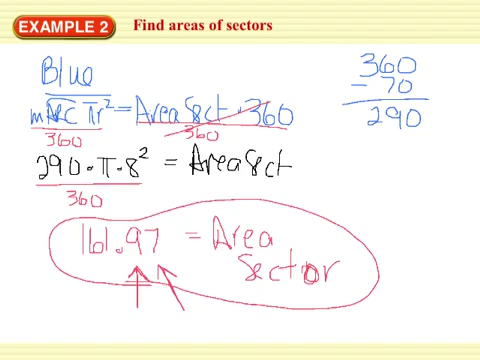 EXAMPLE 2 Find areas of sectors
Blue
mArc πr² = Area Sect · 360
360 360
290 · π · 8² = Area Sect
360
161.97 = Area
Sector
360
- 70
290